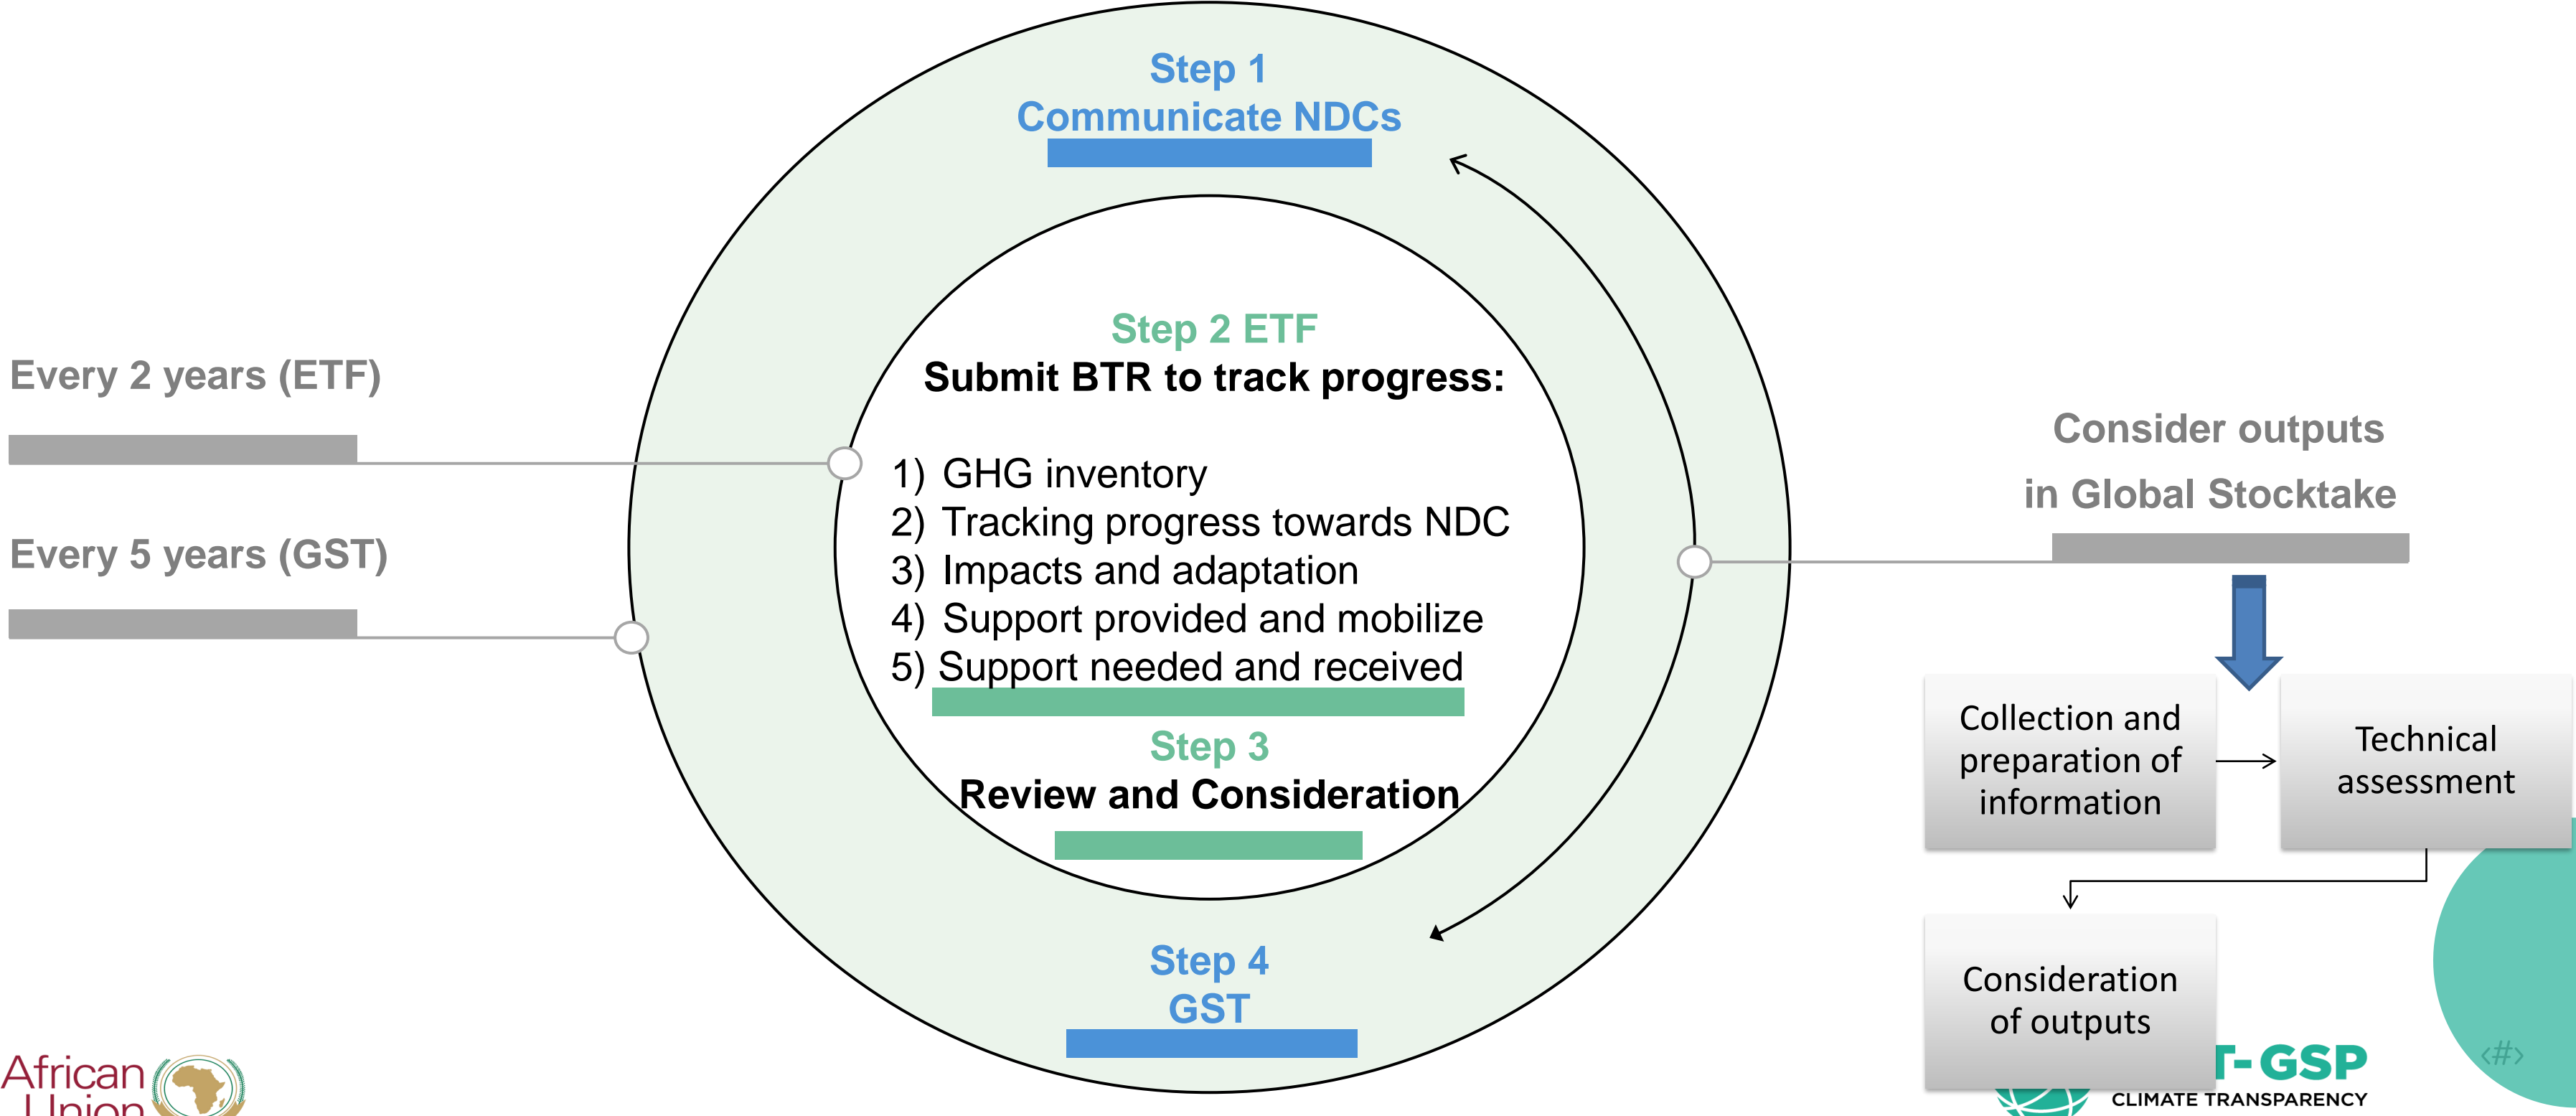 Step 1
Communicate NDCs
Step 2 ETF
Submit BTR to track progress:
1) GHG inventory
2) Tracking progress towards NDC
3) Impacts and adaptation
4) Support provided and mobilize
5) Support needed and received
Step 3
Review and Consideration
Step 4
GST
Every 2 years (ETF)
Every 5 years (GST)
Consider outputs
in Global Stocktake
Collection and
preparation of
information
Technical
assessment
Consideration
of outputs
African
Union
T-GSP
CLIMATE TRANSPARENCY
‹#›